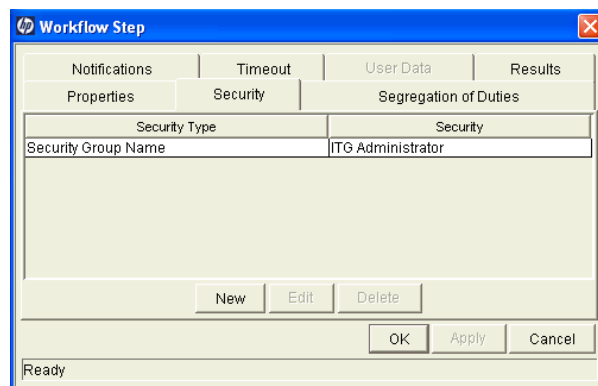 hp Workflow Step
Notifications Timeout User Data Results
Properties Security Segregation of Duties
Security Type Security
Security Group Name ITG Administrator
New Edit Delete
OK Apply Cancel
Ready